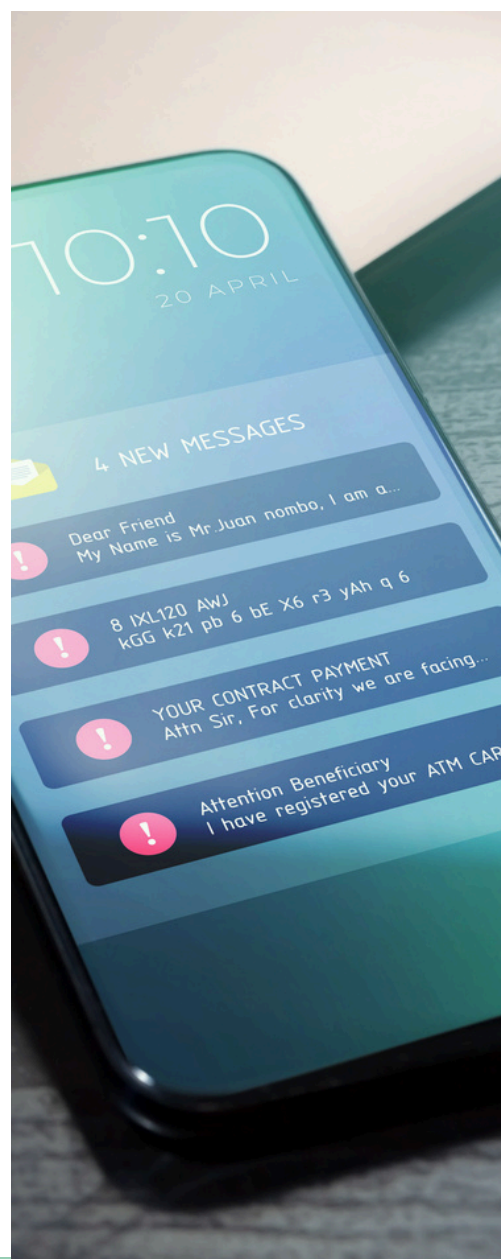 10:10
20 APRIL
4 NEW MESSAGES
Dear Friend
My Name is Mr.Juan nombo, I am a...
8 IXL120 AWJ
kGG k21 pb 6 bE X6 r3 yAh q 6
YOUR CONTRACT PAYMENT
Attn Sir, For clarity we are facing...
Attention Beneficiary
I have registered your ATM CAR